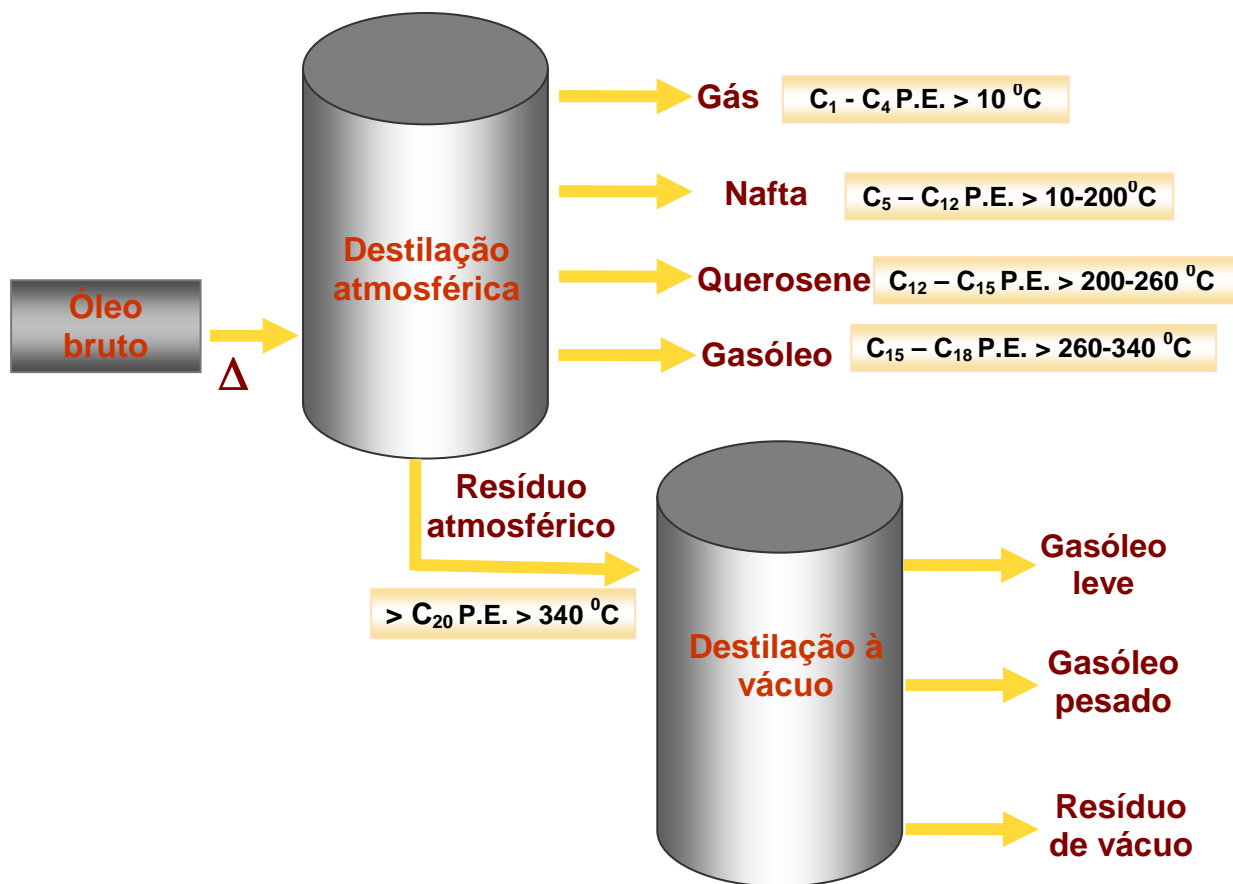 Gás
C₁ - C₄ P.E. > 10 ⁰C
Nafta
C₅ – C₁₂ P.E. > 10-200⁰C
Destilação
atmosférica
Querosene
C₁₂ – C₁₅ P.E. > 200-260 ⁰C
Óleo
bruto
Δ
Gasóleo
C₁₅ – C₁₈ P.E. > 260-340 ⁰C
Resíduo
atmosférico
> C₂₀ P.E. > 340 ⁰C
Destilação à
vácuo
Gasóleo
leve
Gasóleo
pesado
Resíduo
de vácuo